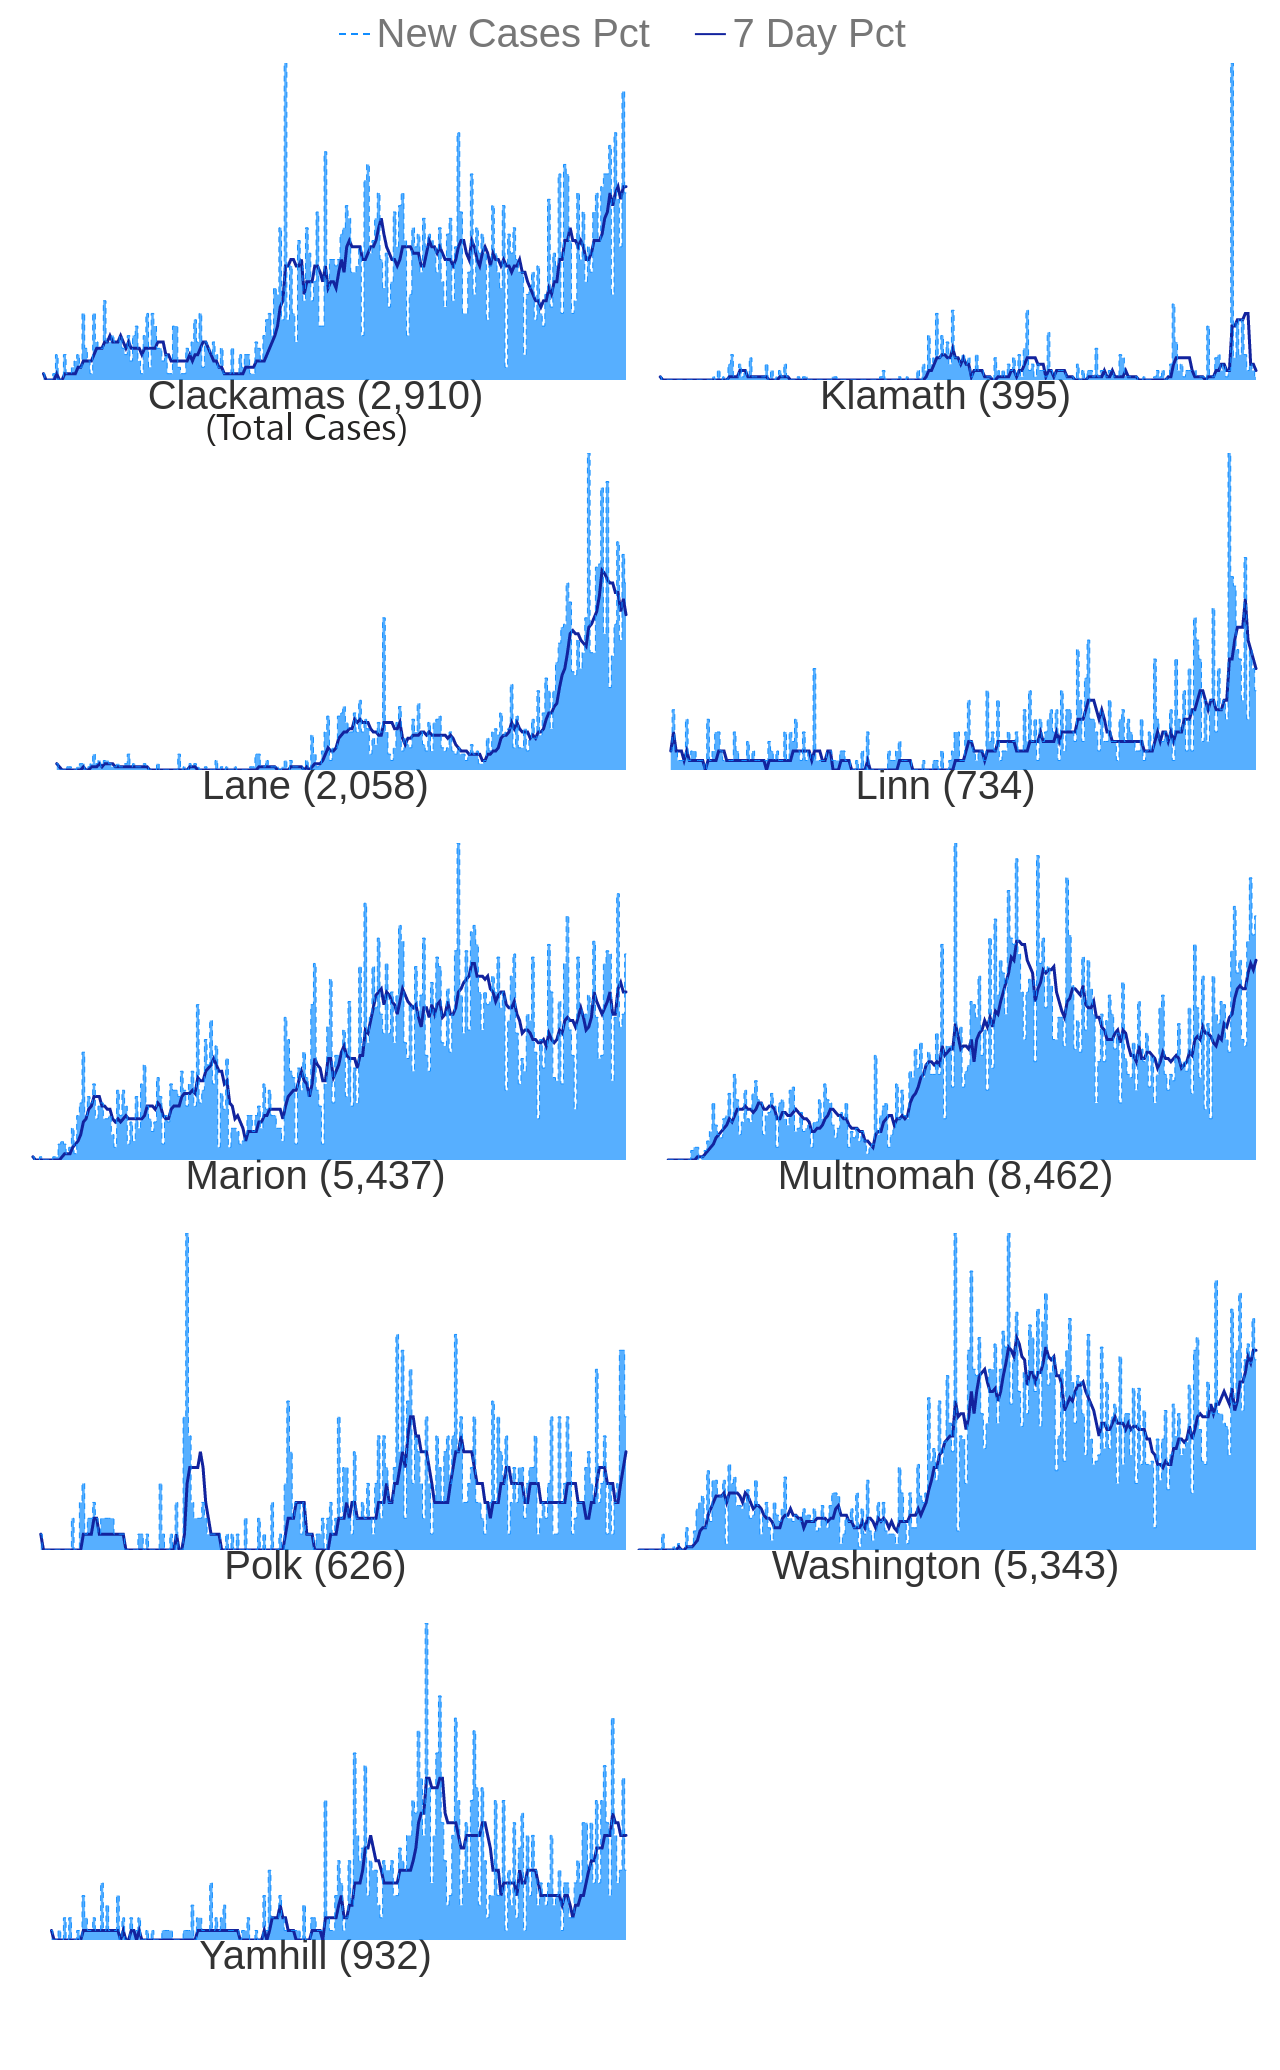 New Cases Pct 7 Day Pct
Clackamas (2,910) Klamath (395)
(Total Cases)
Lane (2,058) Linn (734)
Marion (5,437) Multnomah (8,462)
Polk (626) Washington (5,343)
Yamhill (932)